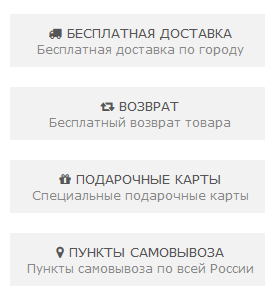 БЕСПЛАТНАЯ ДОСТАВКА
Бесплатная доставка по городу
ВОЗВРАТ
Бесплатный возврат товара
ПОДАРОЧНЫЕ КАРТЫ
Специальные подарочные карты
ПУНКТЫ САМОВЫВОЗА
Пункты самовывоза по всей России